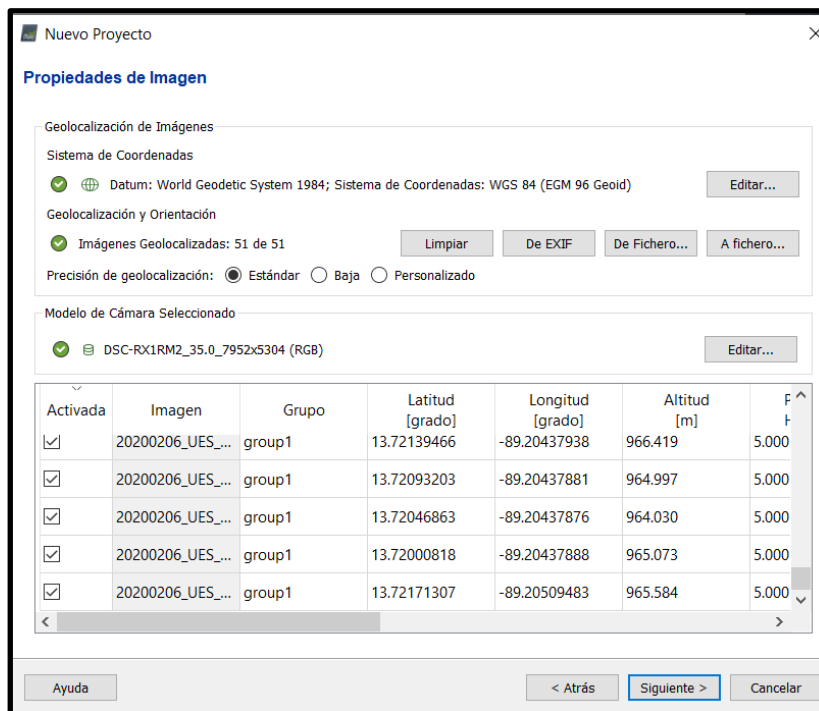 Nuevo Proyecto
Propiedades de Imagen
Geolocalización de Imágenes
Sistema de Coordenadas
Datum: World Geodetic System 1984; Sistema de Coordenadas: WGS 84 (EGM 96 Geoid) Editar...
Geolocalización y Orientación
Imágenes Geolocalizadas: 51 de 51 Limpiar De EXIF De Fichero... A fichero...
Precisión de geolocalización: Estándar Baja Personalizado
Modelo de Cámara Seleccionado
DSC-RX1RM2_35.0_7952x5304 (RGB) Editar...
Activada Imagen Grupo Latitud [grado] Longitud [grado] Altitud [m]
20200206_UES_... group1 13.72139466 -89.20437938 966.419 5.000
20200206_UES_... group1 13.72093203 -89.20437881 964.997 5.000
20200206_UES_... group1 13.72046863 -89.20437876 964.030 5.000
20200206_UES_... group1 13.72000818 -89.20437888 965.073 5.000
20200206_UES_... group1 13.72171307 -89.20509483 965.584 5.000
Ayuda < Atrás Siguiente > Cancelar